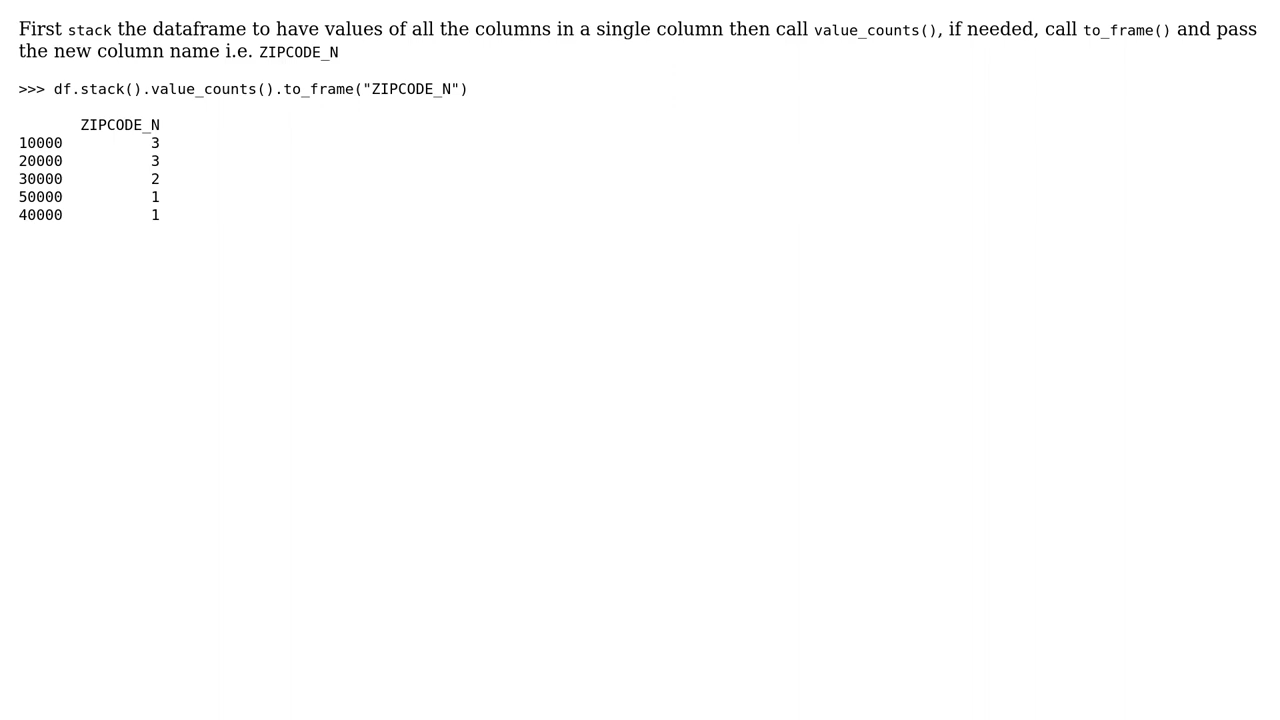 First stack the dataframe to have values of all the columns in a single column then call value_counts(), if needed, call to_frame() and pass
the new column name i.e. ZIPCODE_N
>>> df.stack().value_counts().to_frame("ZIPCODE_N")
       ZIPCODE_N
10000          3
20000          3
30000          2
50000          1
40000          1